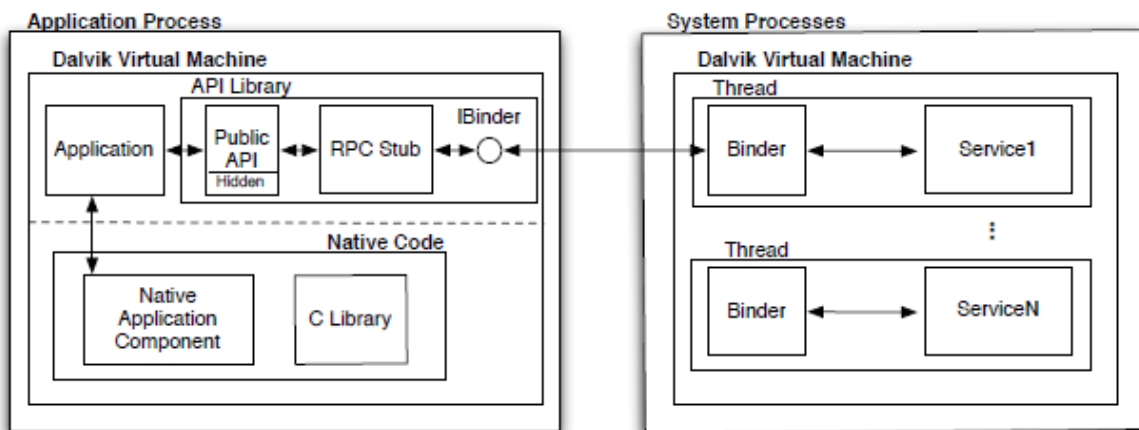 Application Process
Dalvik Virtual Machine
API Library
Application
Public
API
Hidden
RPC Stub
IBinder
Native Code
Native
Application
Component
C Library
System Processes
Dalvik Virtual Machine
Thread
Binder
Service1
⋮
Thread
Binder
ServiceN